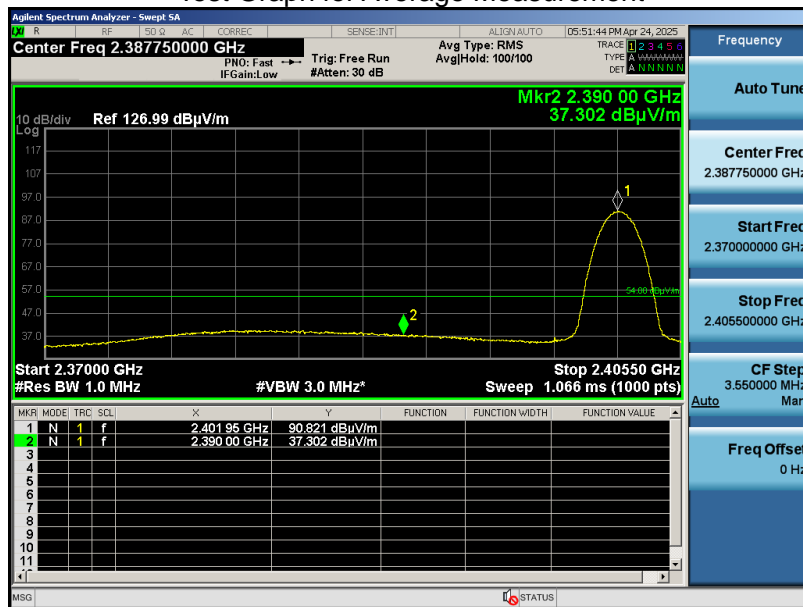 Agilent Spectrum Analyzer - Swept SA
R RF 50 Ω AC CORREC SENSE:INT ALIGN AUTO 05:51:44 PM Apr 24, 2025
Center Freq 2.387750000 GHz
PNO: Fast
IFGain:Low
Trig: Free Run
#Atten: 30 dB
Avg Type: RMS
Avg|Hold: 100/100
TRACE 1 2 3 4 5 6
TYPE A WWWWW
DET A N N N N N
Mkr2 2.390 00 GHz
37.302 dBµV/m
10 dB/div Ref 126.99 dBµV/m
Log
117
107
97.0
87.0
77.0
67.0
57.0
47.0
37.0
1
54.00 dBµV/m
2
Start 2.37000 GHz Stop 2.40550 GHz
#Res BW 1.0 MHz #VBW 3.0 MHz* Sweep 1.066 ms (1000 pts)
MKR MODE TRC SCL X Y FUNCTION FUNCTION WIDTH FUNCTION VALUE
1 N 1 f 2.401 95 GHz 90.821 dBµV/m
2 N 1 f 2.390 00 GHz 37.302 dBµV/m
3
4
5
6
7
8
9
10
11
MSG STATUS
Frequency
Auto Tune
Center Freq
2.387750000 GHz
Start Freq
2.370000000 GHz
Stop Freq
2.405500000 GHz
CF Step
3.550000 MHz
Auto Man
Freq Offset
0 Hz